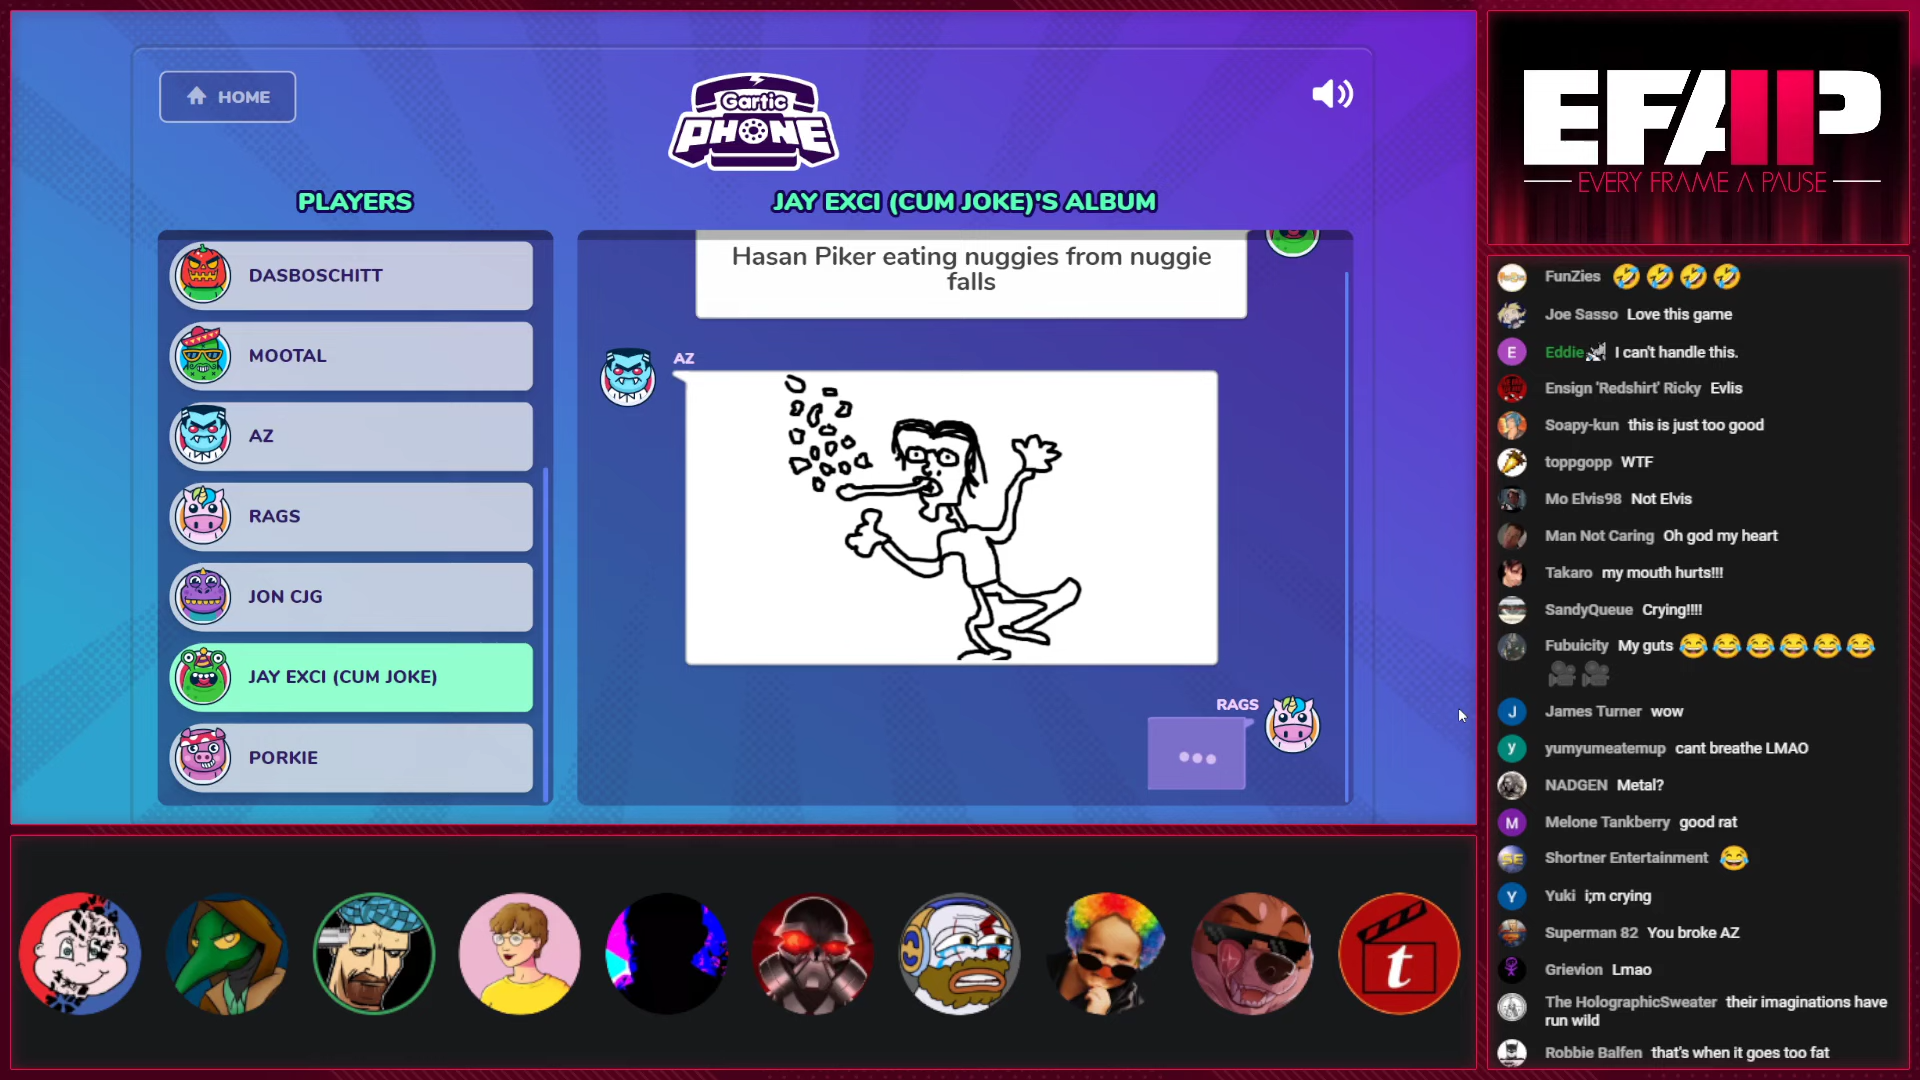 HOME
Gartic
PHONE
PLAYERS
DASBOSCHITT
MOOTAL
AZ
RAGS
JON CJG
JAY EXCI (CUM JOKE)
PORKIE
JAY EXCI (CUM JOKE)'S ALBUM
Hasan Piker eating nuggies from nuggie
falls
AZ
RAGS
t
EFAP
EVERY FRAME A PAUSE
FunZies 🤣🤣🤣🤣
Joe Sasso Love this game
E Eddie I can't handle this.
Ensign 'Redshirt' Ricky Evlis
Soapy-kun this is just too good
toppgopp WTF
Mo Elvis98 Not Elvis
Man Not Caring Oh god my heart
Takaro my mouth hurts!!!
SandyQueue Crying!!!!
Fubuicity My guts 😂😂😂😂😂😂
🎥🎥
J James Turner wow
y yumyumeatemup cant breathe LMAO
NADGEN Metal?
M Melone Tankberry good rat
SE Shortner Entertainment 😂
Y Yuki i;m crying
Superman 82 You broke AZ
Grievion Lmao
The HolographicSweater their imaginations have
run wild
Robbie Balfen that's when it goes too fat